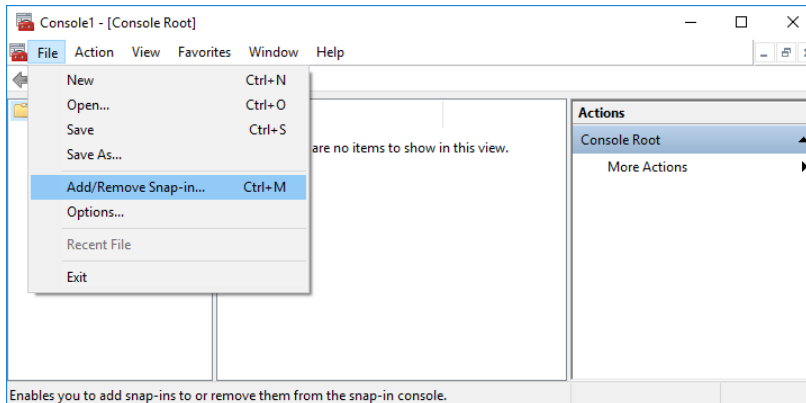 Console1 - [Console Root]
File Action View Favorites Window Help
New Ctrl+N
Open... Ctrl+O
Save Ctrl+S
Save As...
Add/Remove Snap-in... Ctrl+M
Options...
Recent File
Exit
are no items to show in this view.
Actions
Console Root
More Actions
Enables you to add snap-ins to or remove them from the snap-in console.